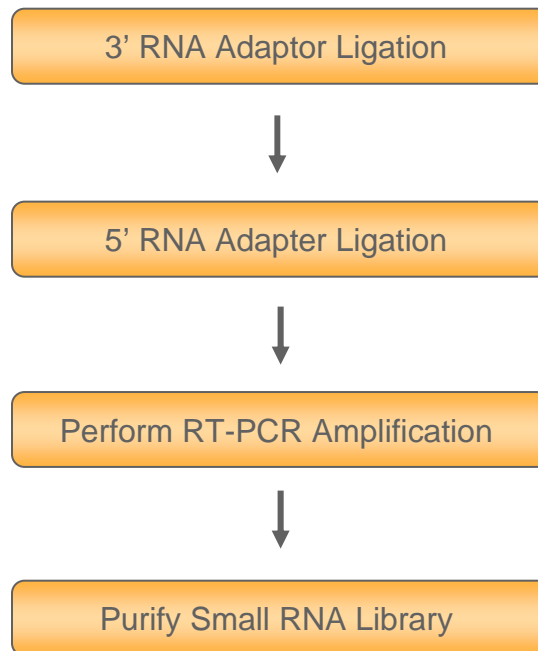 3’ RNA Adaptor Ligation
5’ RNA Adapter Ligation
Perform RT-PCR Amplification
Purify Small RNA Library